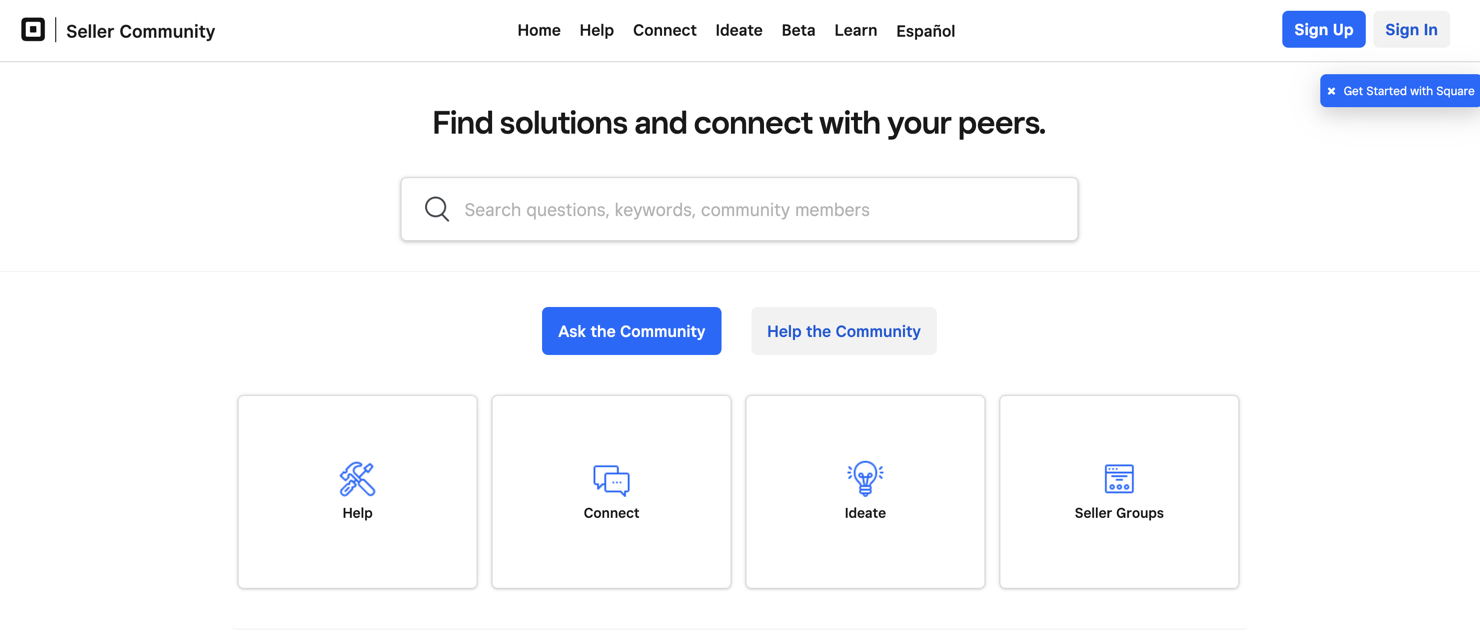 Seller Community
Home Help Connect Ideate Beta Learn Español
Sign Up Sign In
× Get Started with Square
Find solutions and connect with your peers.
Search questions, keywords, community members
Ask the Community Help the Community
Help Connect Ideate Seller Groups